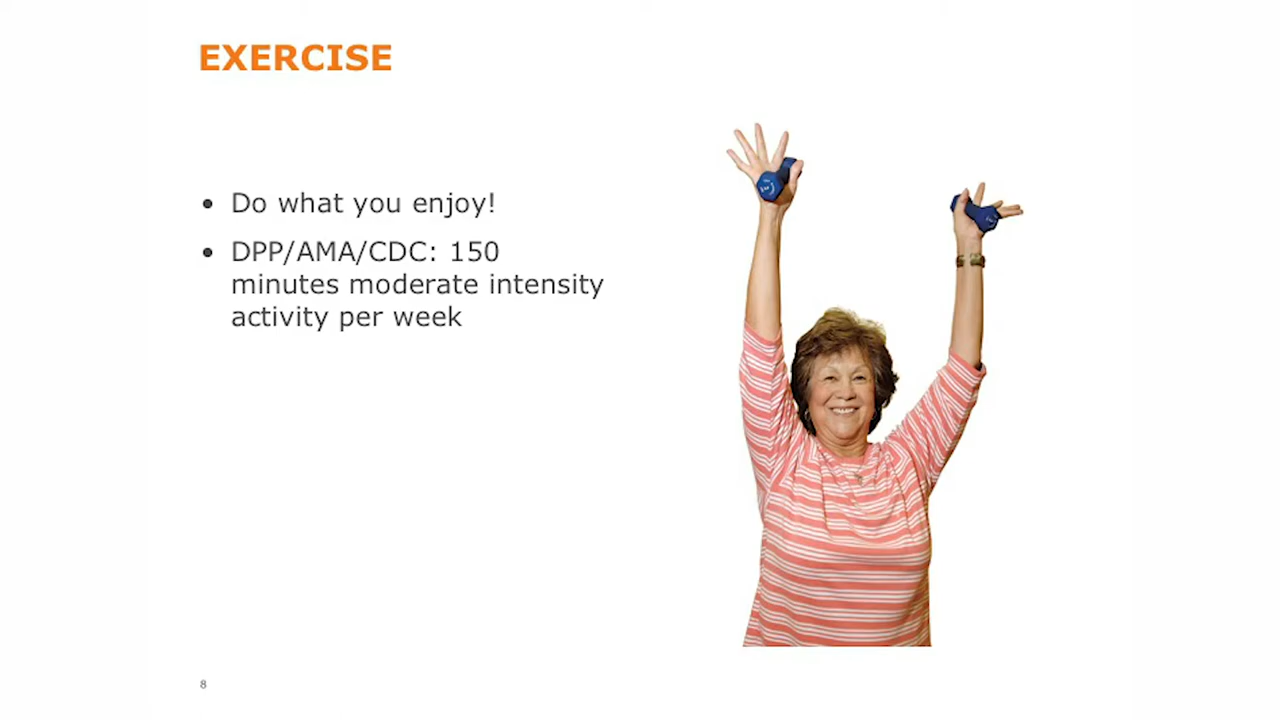 EXERCISE
• Do what you enjoy!
• DPP/AMA/CDC: 150
minutes moderate intensity
activity per week
8